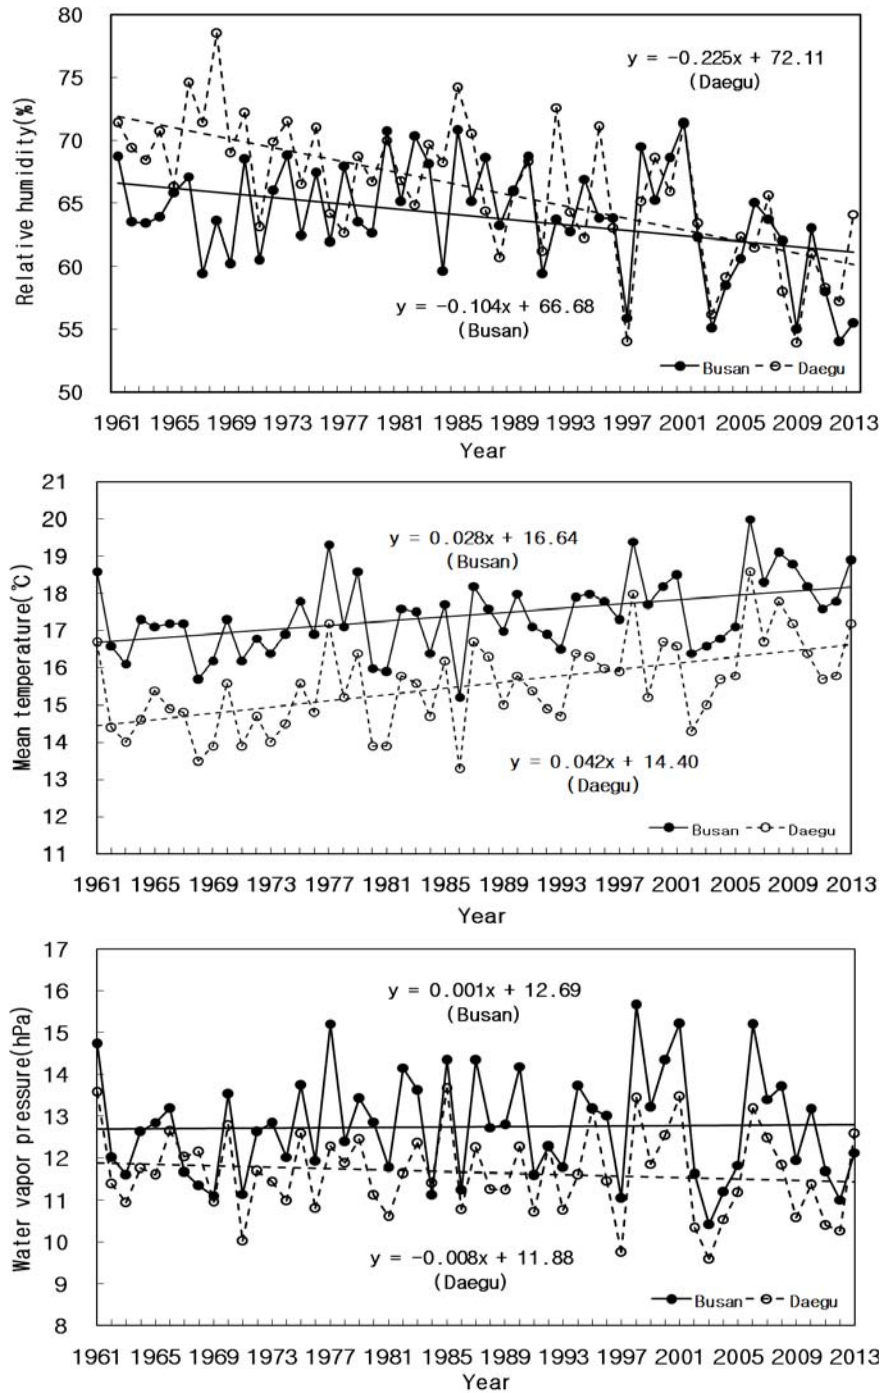 80
75
70
65
60
55
50
Relative humidity(%)
y = -0.225x + 72.11
(Daegu)
y = -0.104x + 66.68
(Busan)
Busan Daegu
1961 1965 1969 1973 1977 1981 1985 1989 1993 1997 2001 2005 2009 2013
Year
21
20
19
18
17
16
15
14
13
12
11
Mean temperature(℃)
y = 0.028x + 16.64
(Busan)
y = 0.042x + 14.40
(Daegu)
Busan Daegu
1961 1965 1969 1973 1977 1981 1985 1989 1993 1997 2001 2005 2009 2013
Year
17
16
15
14
13
12
11
10
9
8
Water vapor pressure(hPa)
y = 0.001x + 12.69
(Busan)
y = -0.008x + 11.88
(Daegu)
Busan Daegu
1961 1965 1969 1973 1977 1981 1985 1989 1993 1997 2001 2005 2009 2013
Year